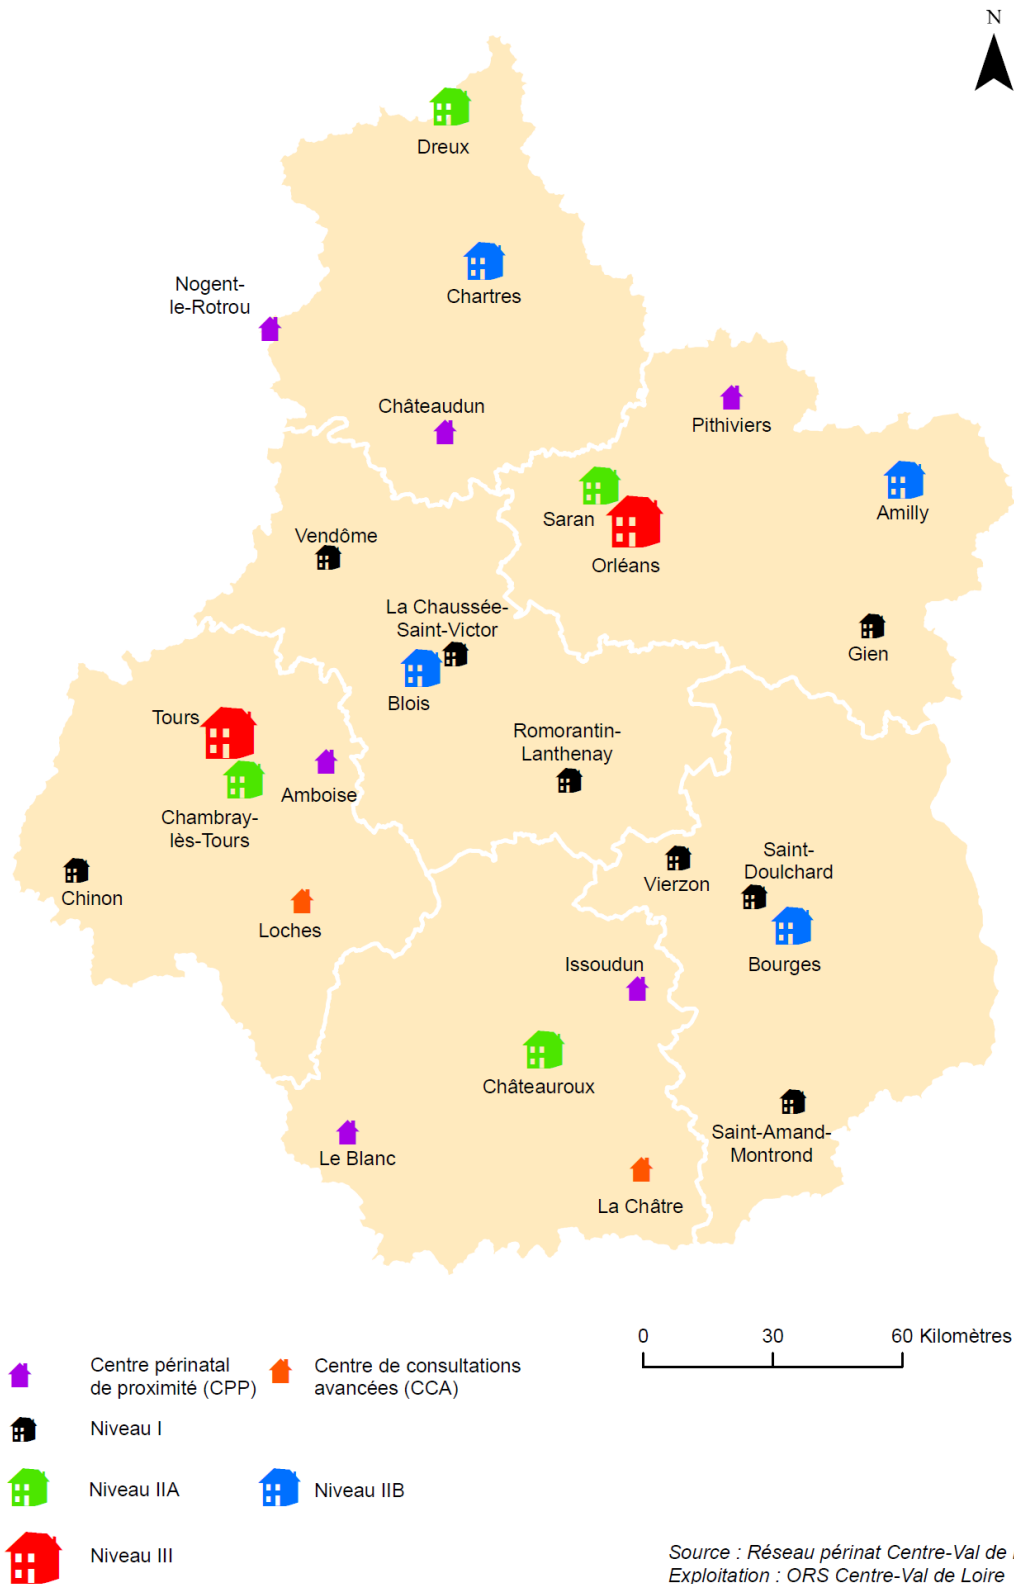 N
Dreux
Chartres
Nogent-
le-Rotrou
Châteaudun
Pithiviers
Saran
Orléans
Amilly
Vendôme
La Chaussée-
Saint-Victor
Blois
Gien
Tours
Chambray-
lès-Tours
Amboise
Romorantin-
Lanthenay
Chinon
Loches
Vierzon
Saint-
Doulchard
Bourges
Issoudun
Châteauroux
Le Blanc
La Châtre
Saint-Amand-
Montrond
0 30 60 Kilomètres
Centre périnatal
de proximité (CPP)
Centre de consultations
avancées (CCA)
Niveau I
Niveau IIA
Niveau IIB
Niveau III
Source : Réseau périnat Centre-Val de
Exploitation : ORS Centre-Val de Loire